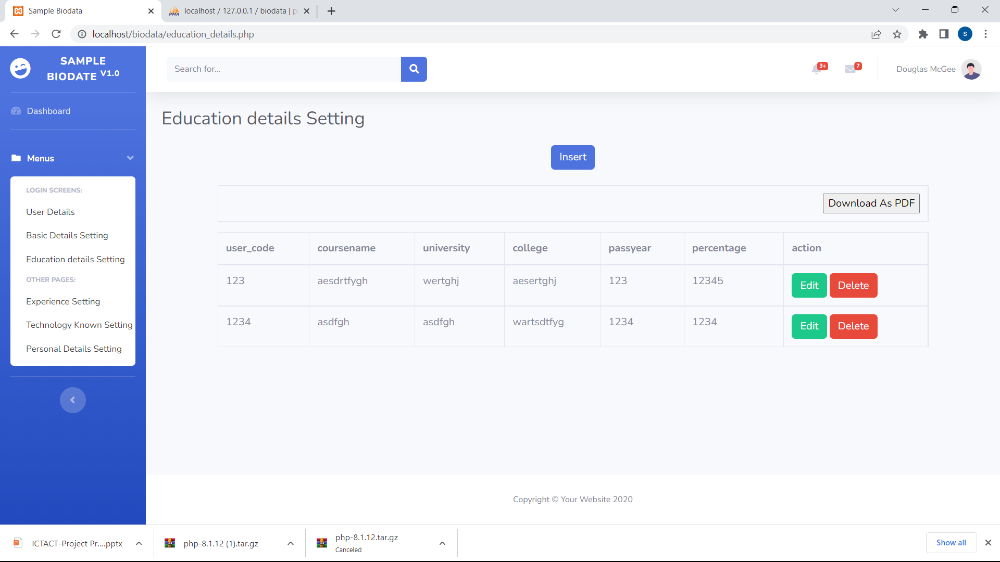 Sample Biodata
localhost / 127.0.0.1 / biodata | p
localhost/biodata/education_details.php
S
SAMPLE
BIODATE V1.0
Search for...
3+
7
Douglas McGee
Dashboard
Menus
LOGIN SCREENS:
User Details
Basic Details Setting
Education details Setting
OTHER PAGES:
Experience Setting
Technology Known Setting
Personal Details Setting
Education details Setting
Insert
Download As PDF
user_code coursename university college passyear percentage action
123 aesdrtfygh wertghj aesertghj 123 12345 Edit Delete
1234 asdfgh asdfgh wartsdtfyg 1234 1234 Edit Delete
Copyright © Your Website 2020
ICTACT-Project Pr....pptx
php-8.1.12 (1).tar.gz
php-8.1.12.tar.gz
Canceled
Show all